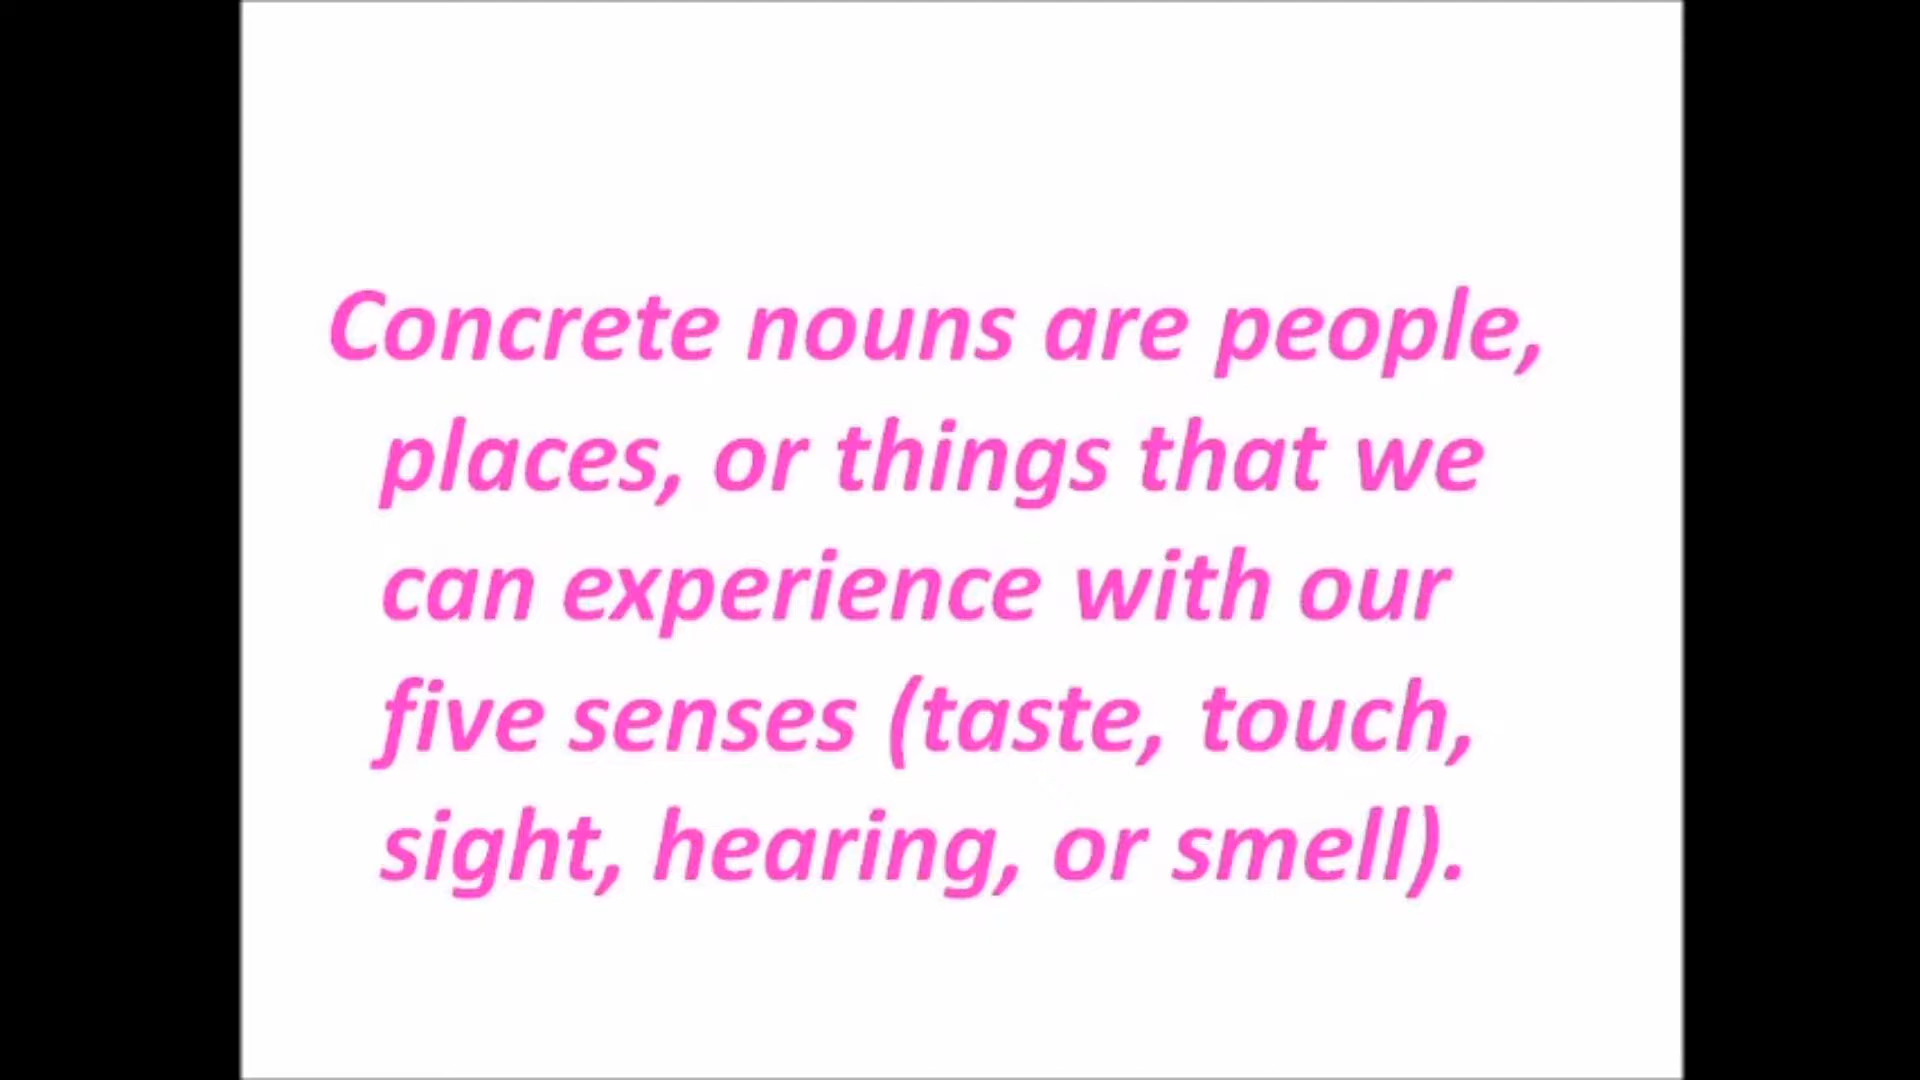 Concrete nouns are people,
places, or things that we
can experience with our
five senses (taste, touch,
sight, hearing, or smell).